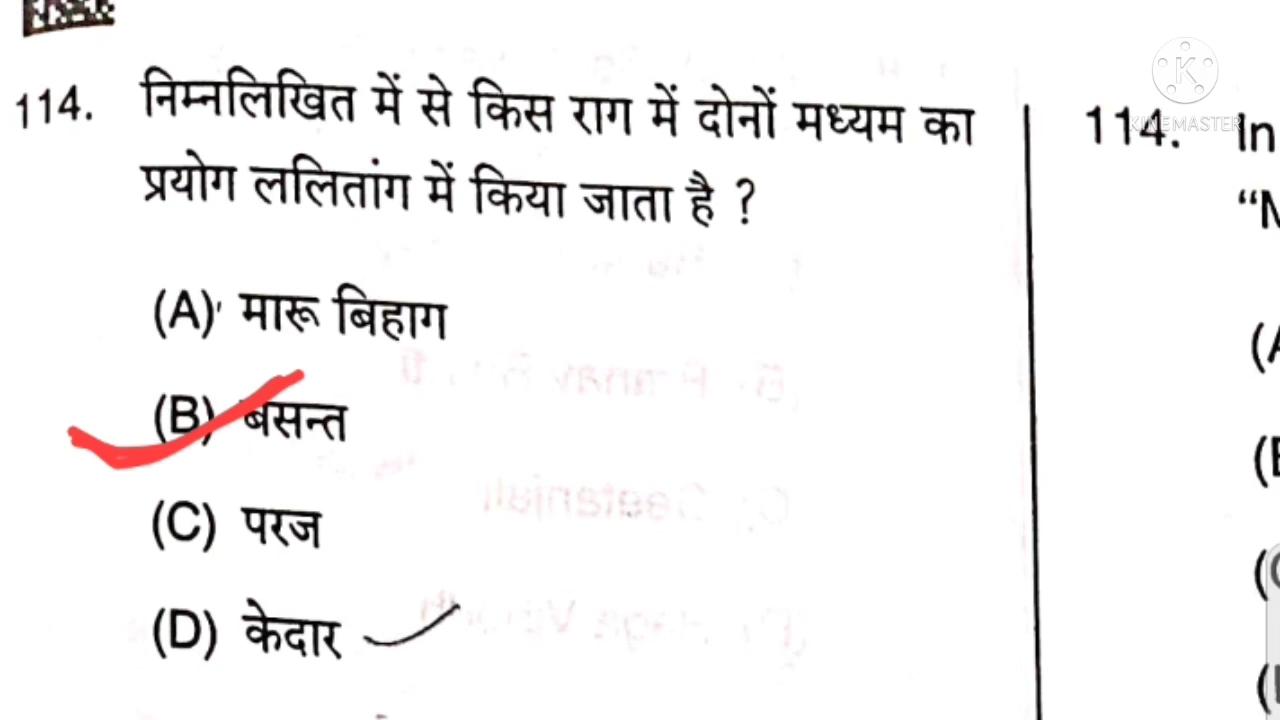 114. निम्नलिखित में से किस राग में दोनों मध्यम का
प्रयोग ललितांग में किया जाता है ?
(A) मारू बिहाग
(B) बसन्त
(C) परज
(D) केदार
114. In
KINEMASTER